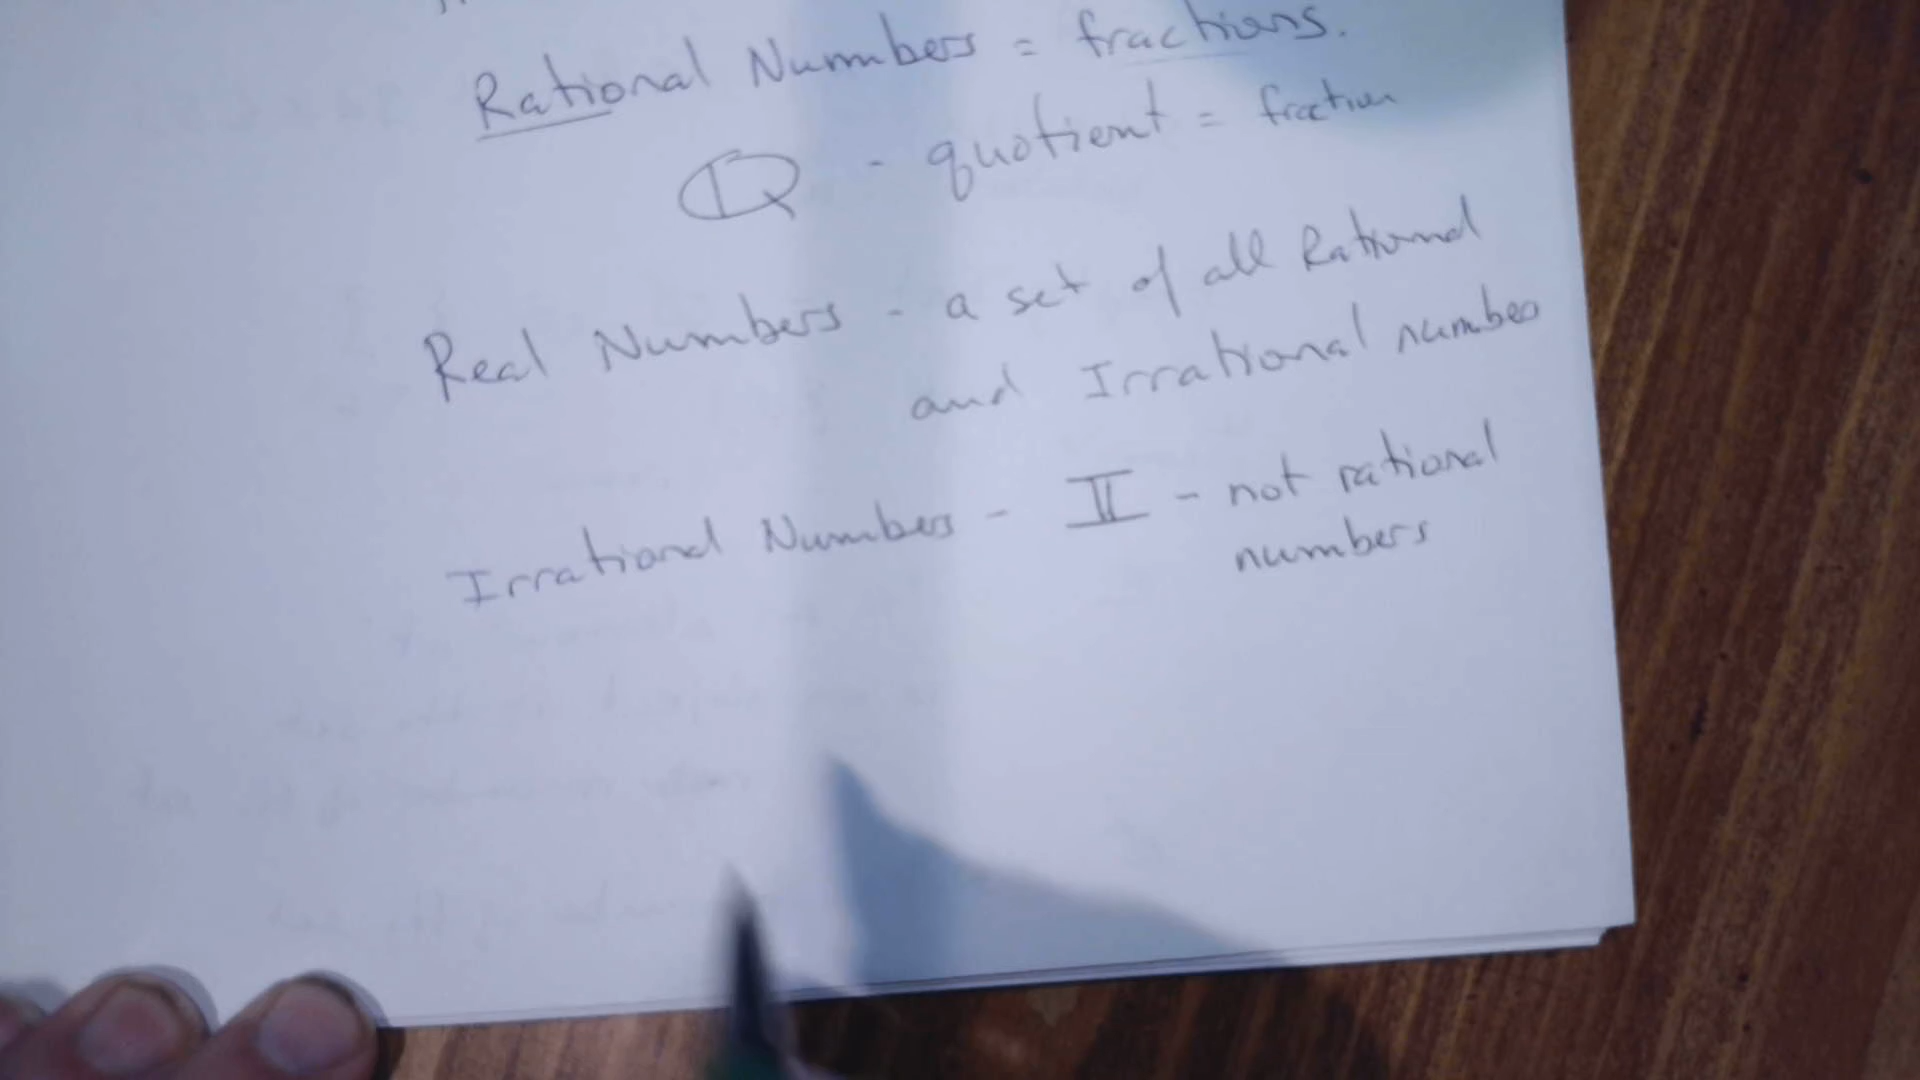 Rational Numbers = fractions.
Q - quotient = fraction
Real Numbers - a set of all Rational
and Irrational numbers
Irrational Numbers - I - not rational
numbers